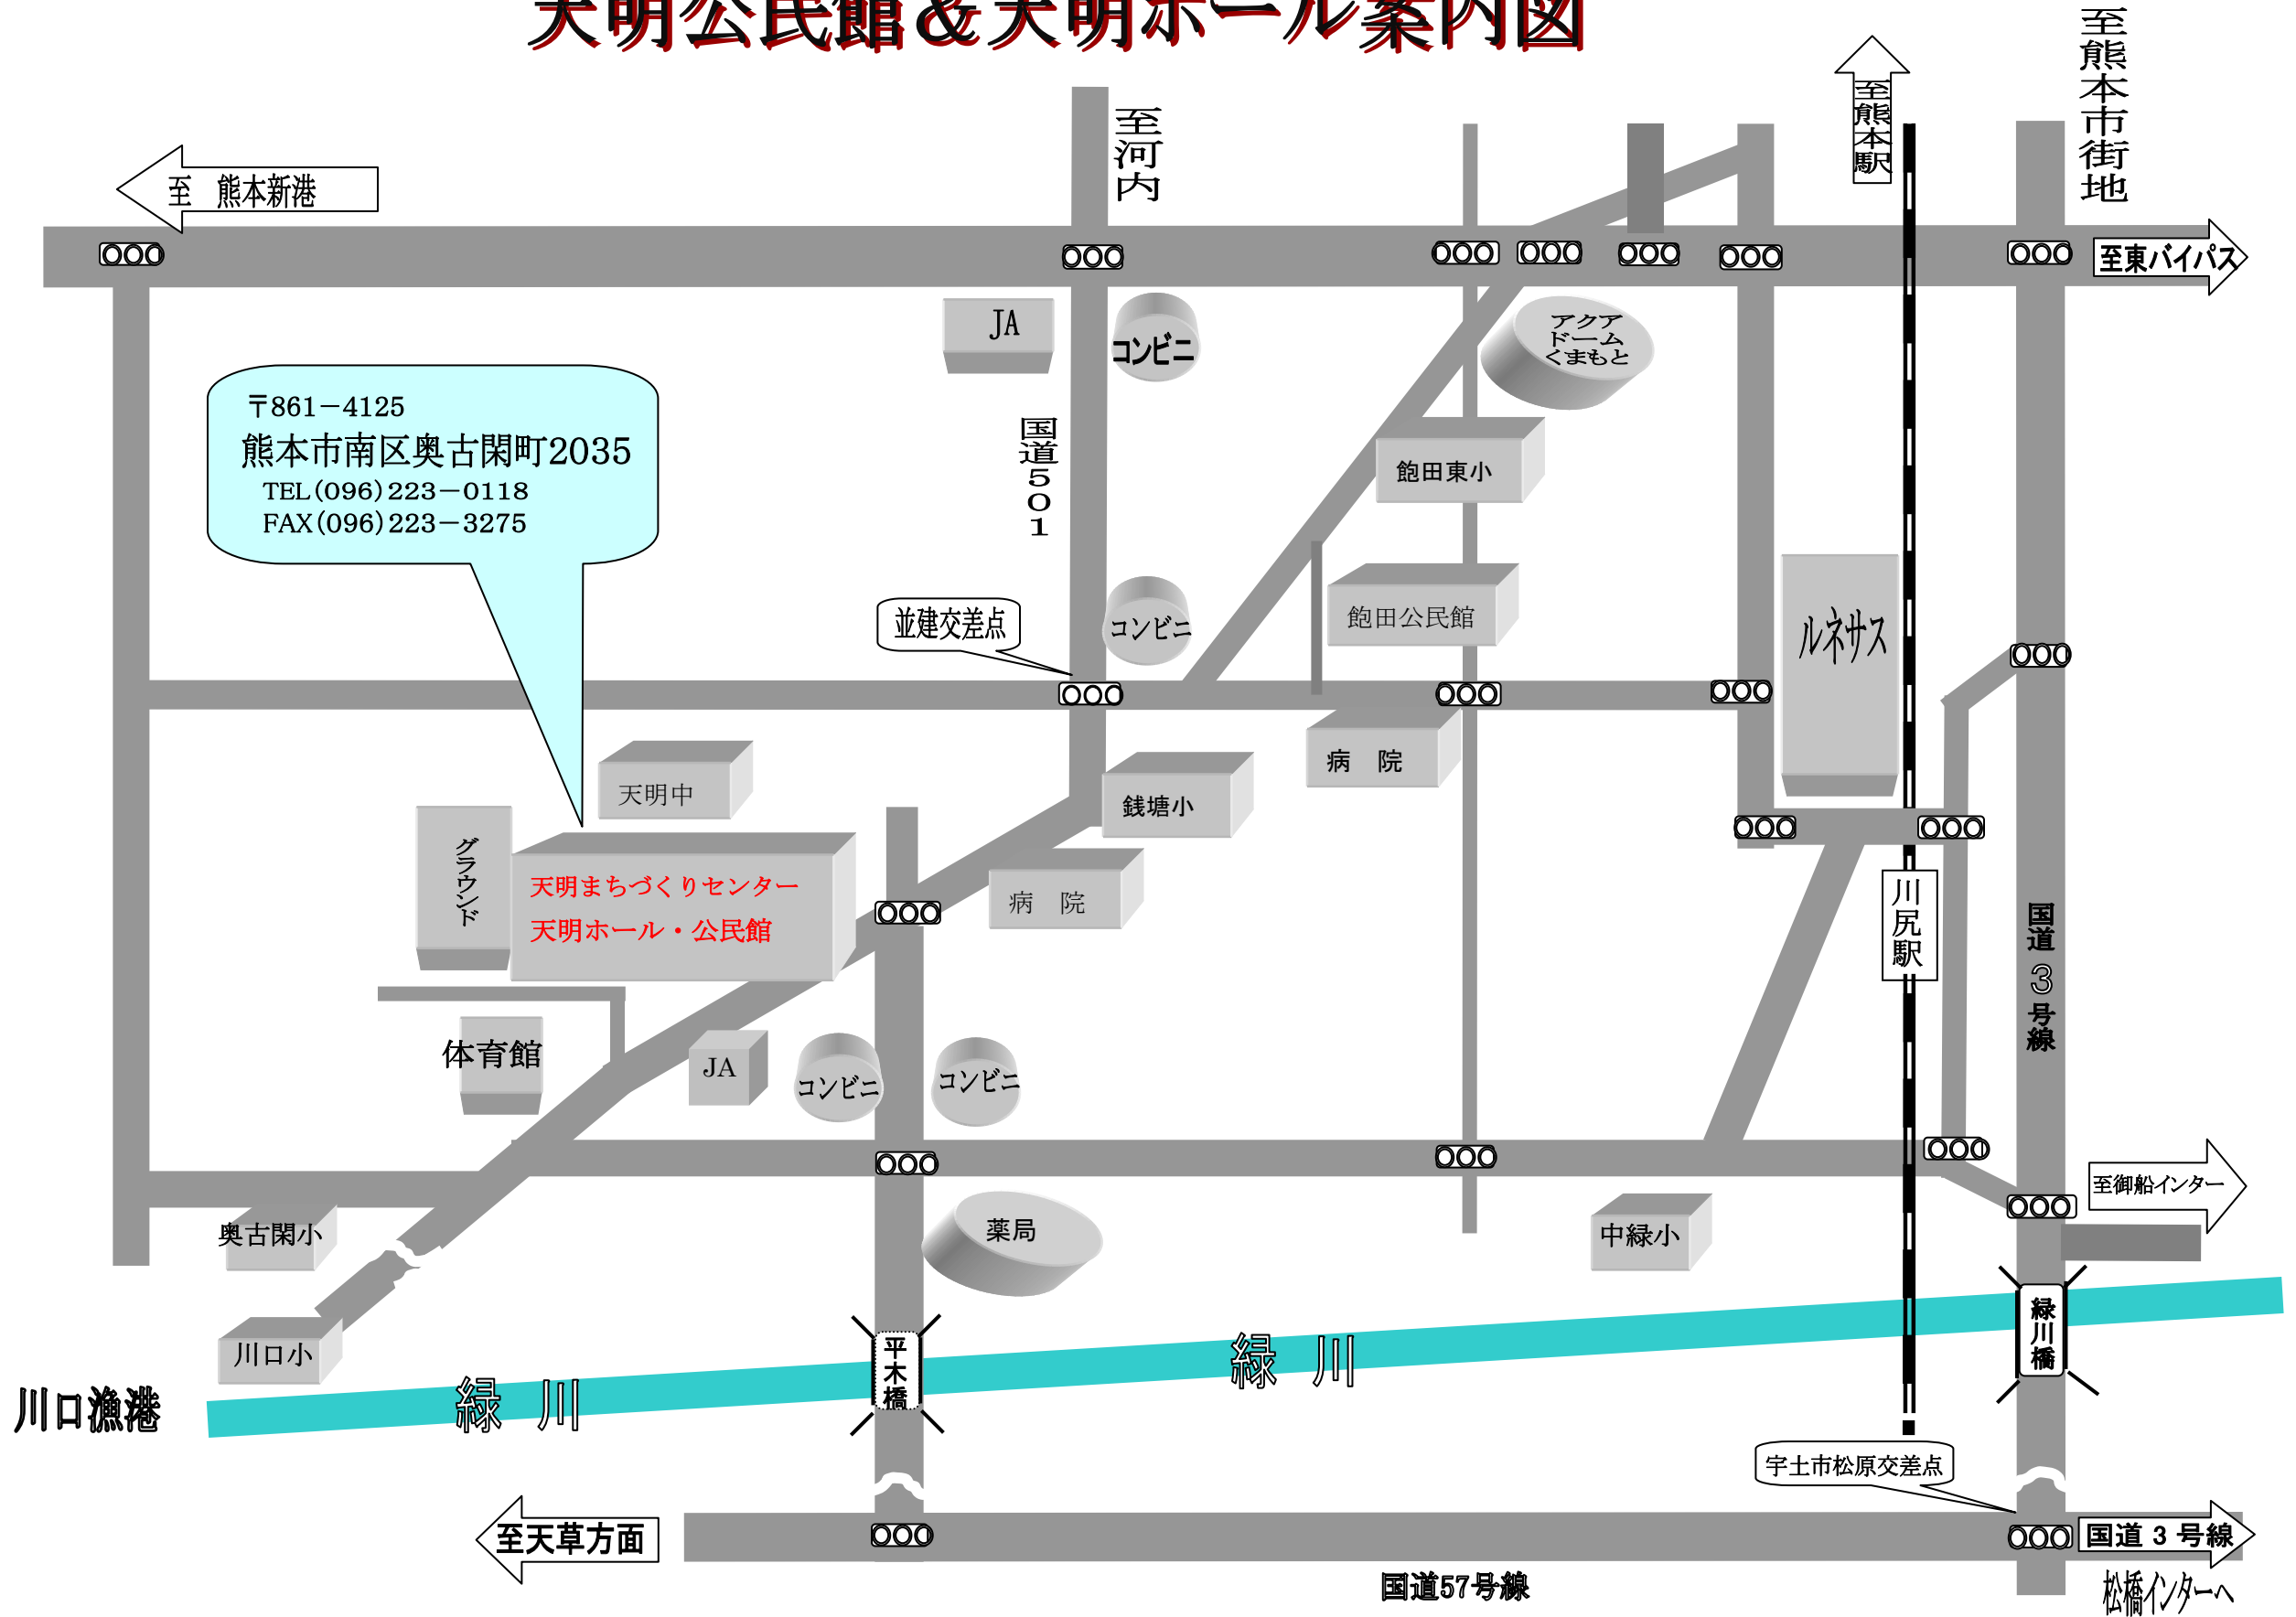 天明公民館＆天明ホール案内図
至熊本市街地
至熊本駅
至河内
至　熊本新港
至東バイパス
JA
コンビニ
アクア
ドーム
くまもと
〒861－4125
熊本市南区奥古閑町2035
TEL(096)223－0118
FAX(096)223－3275
国道501
飽田東小
並建交差点
コンビニ
飽田公民館
ルネサス
病　院
天明中
銭塘小
グラウンド
天明まちづくりセンター
天明ホール・公民館
病　院
川尻駅
国道３号線
体育館
JA
コンビニ
コンビニ
至御船インター
奥古閑小
薬局
中緑小
川口小
平木橋
緑川橋
緑　川
緑　川
川口漁港
宇土市松原交差点
至天草方面
国道３号線
国道57号線
松橋インターへ